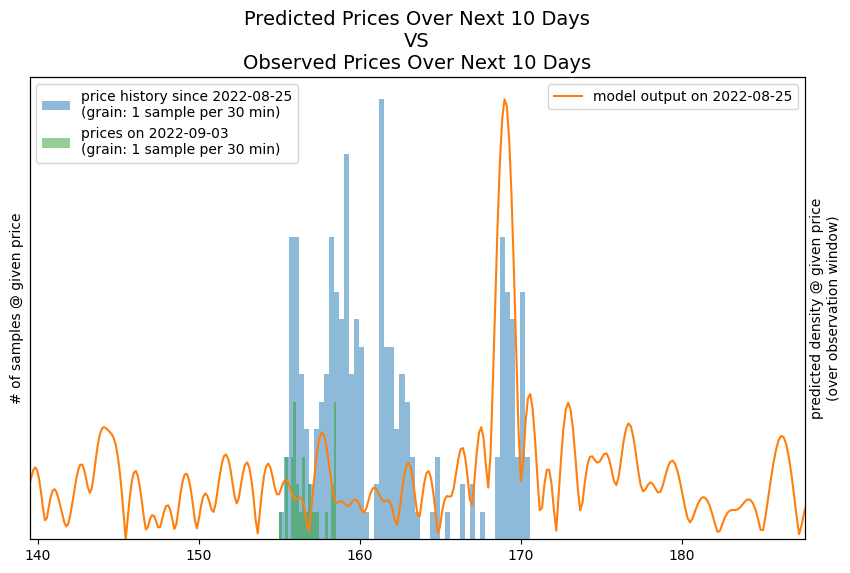 Predicted Prices Over Next 10 Days
VS
Observed Prices Over Next 10 Days
price history since 2022-08-25
(grain: 1 sample per 30 min)
prices on 2022-09-03
(grain: 1 sample per 30 min)
model output on 2022-08-25
# of samples @ given price
predicted density @ given price
(over observation window)
140
150
160
170
180